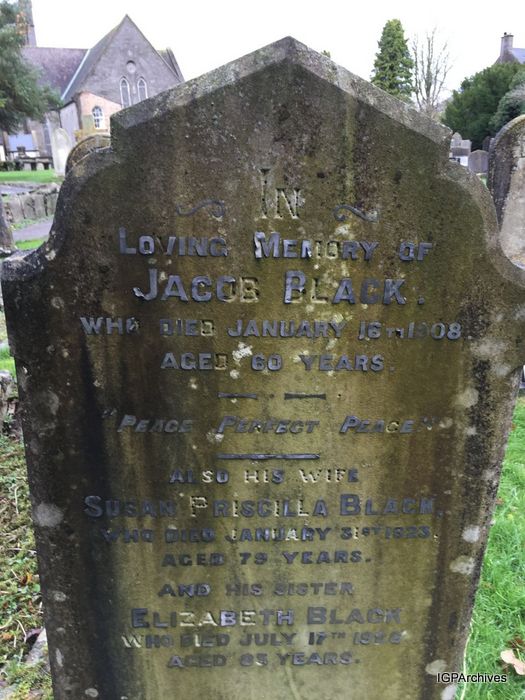 IN
LOVING MEMORY OF
JACOB BLACK.
WHO DIED JANUARY 16TH 1908
AGED 60 YEARS.
"PEACE PERFECT PEACE"
ALSO HIS WIFE
SUSAN PRISCILLA BLACK,
WHO DIED JANUARY 31ST 1923,
AGED 79 YEARS.
AND HIS SISTER
ELIZABETH BLACK
WHO DIED JULY 17TH
AGED 85 YEARS.
IGPArchives